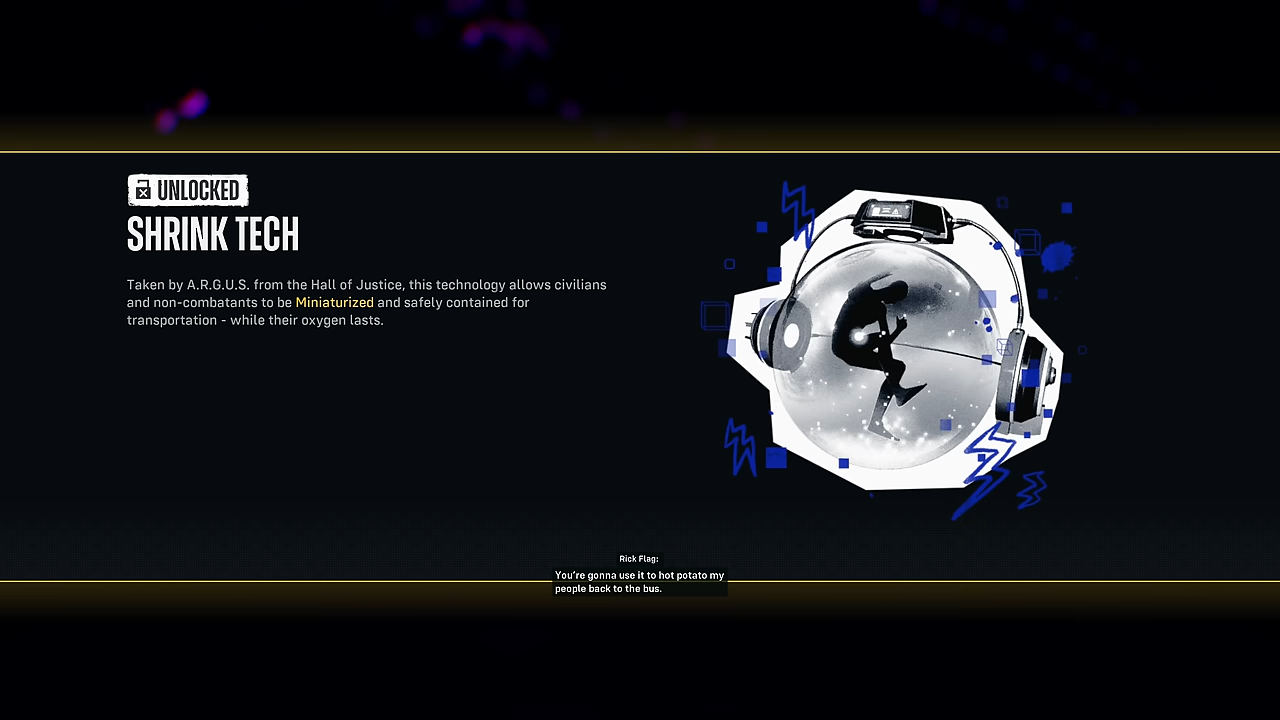 UNLOCKED
SHRINK TECH
Taken by A.R.G.U.S. from the Hall of Justice, this technology allows civilians
and non-combatants to be Miniaturized and safely contained for
transportation - while their oxygen lasts.
Rick Flag:
You're gonna use it to hot potato my
people back to the bus.